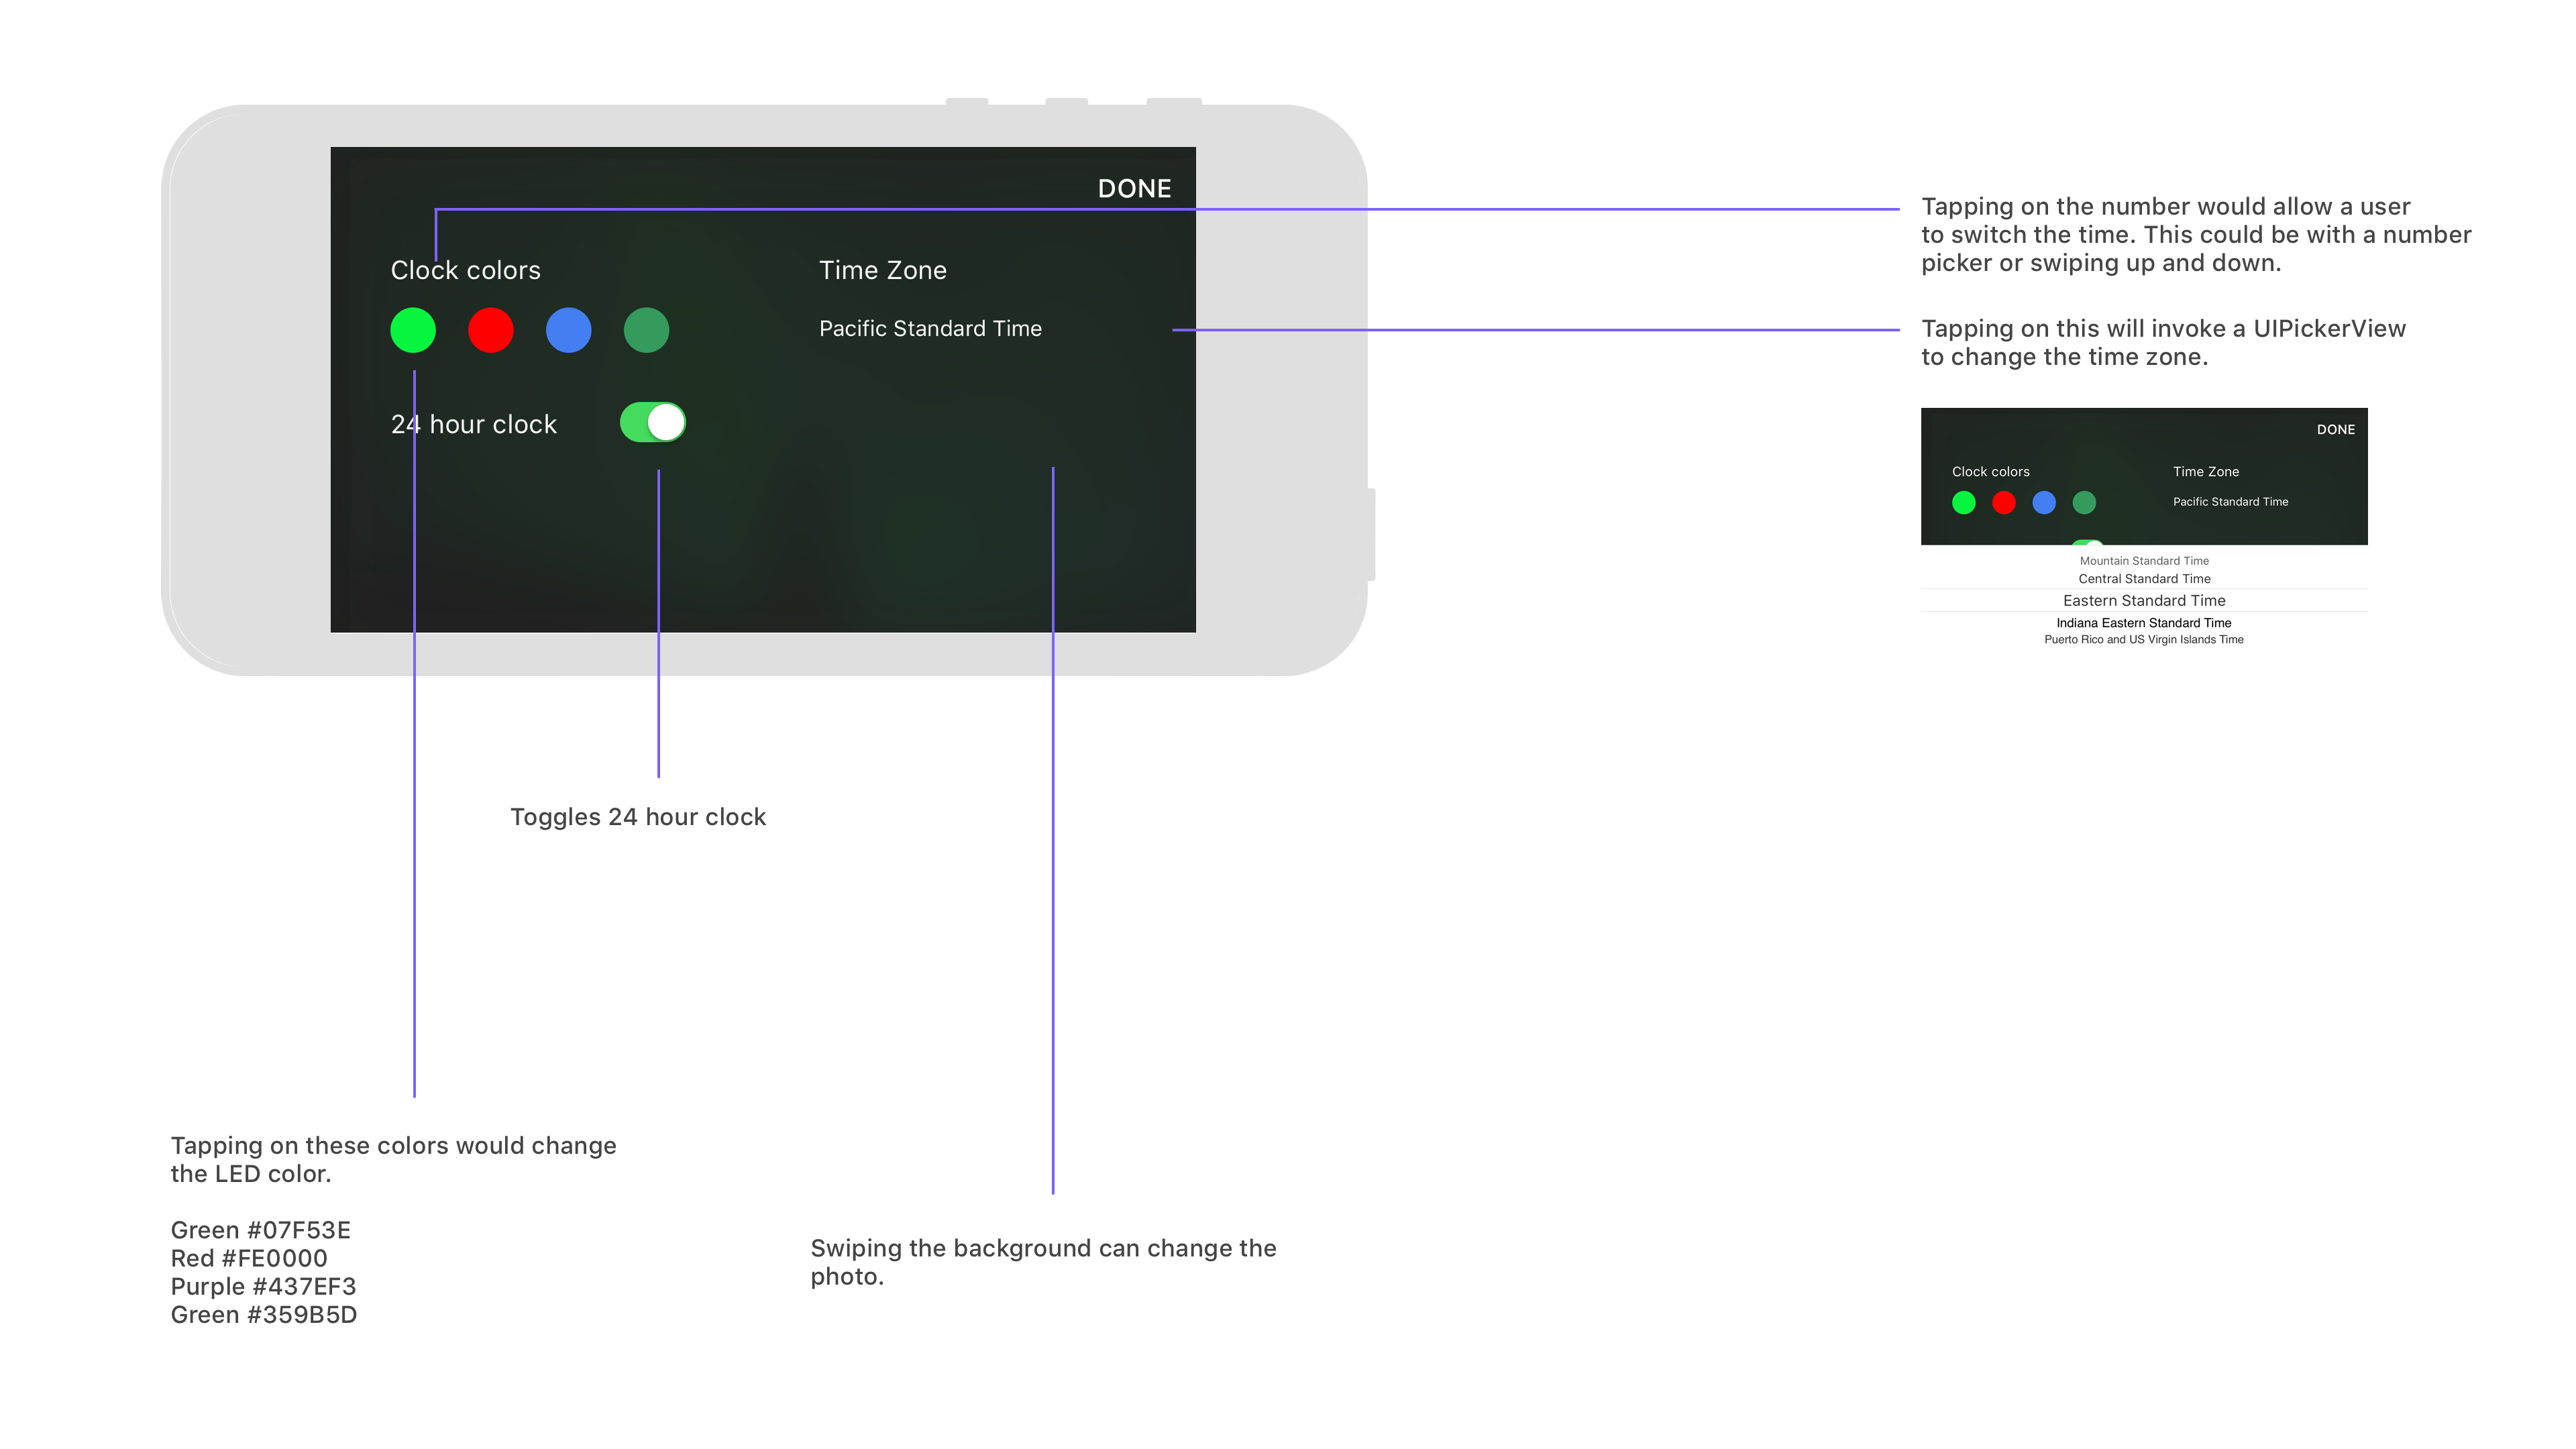 DONE
Clock colors
Time Zone
Pacific Standard Time
24 hour clock
Tapping on the number would allow a user
to switch the time. This could be with a number
picker or swiping up and down.
Tapping on this will invoke a UIPickerView
to change the time zone.
DONE
Clock colors
Time Zone
Pacific Standard Time
Mountain Standard Time
Central Standard Time
Eastern Standard Time
Indiana Eastern Standard Time
Puerto Rico and US Virgin Islands Time
Toggles 24 hour clock
Tapping on these colors would change
the LED color.
Green #07F53E
Red #FE0000
Purple #437EF3
Green #359B5D
Swiping the background can change the
photo.